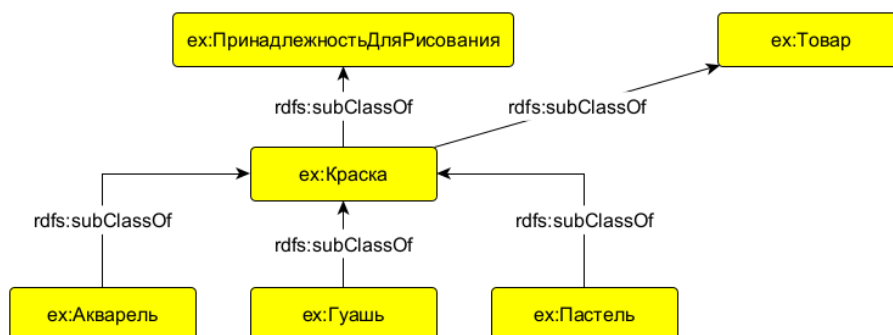 ex:ПринадлежностьДляРисования
ex:Товар
rdfs:subClassOf
rdfs:subClassOf
ex:Краска
rdfs:subClassOf
rdfs:subClassOf
rdfs:subClassOf
ex:Акварель
ex:Гуашь
ex:Пастель